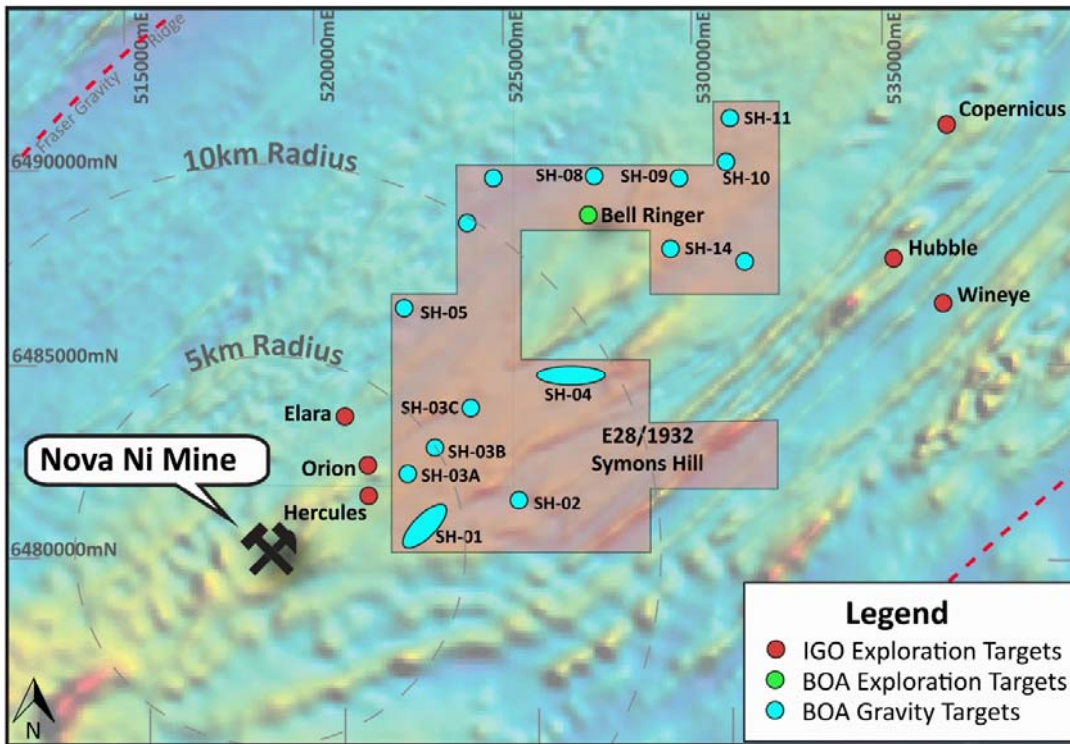 515000mE
520000mE
525000mE
530000mE
535000mE
Fraser Gravity Ridge
6490000mN
10km Radius
SH-11
Copernicus
SH-08
SH-09
SH-10
Bell Ringer
SH-14
Hubble
Wineye
SH-05
6485000mN
5km Radius
SH-04
Elara
SH-03C
E28/1932
Symons Hill
Nova Ni Mine
Orion
SH-03B
SH-03A
Hercules
SH-02
SH-01
6480000mN
Legend
IGO Exploration Targets
BOA Exploration Targets
BOA Gravity Targets
N